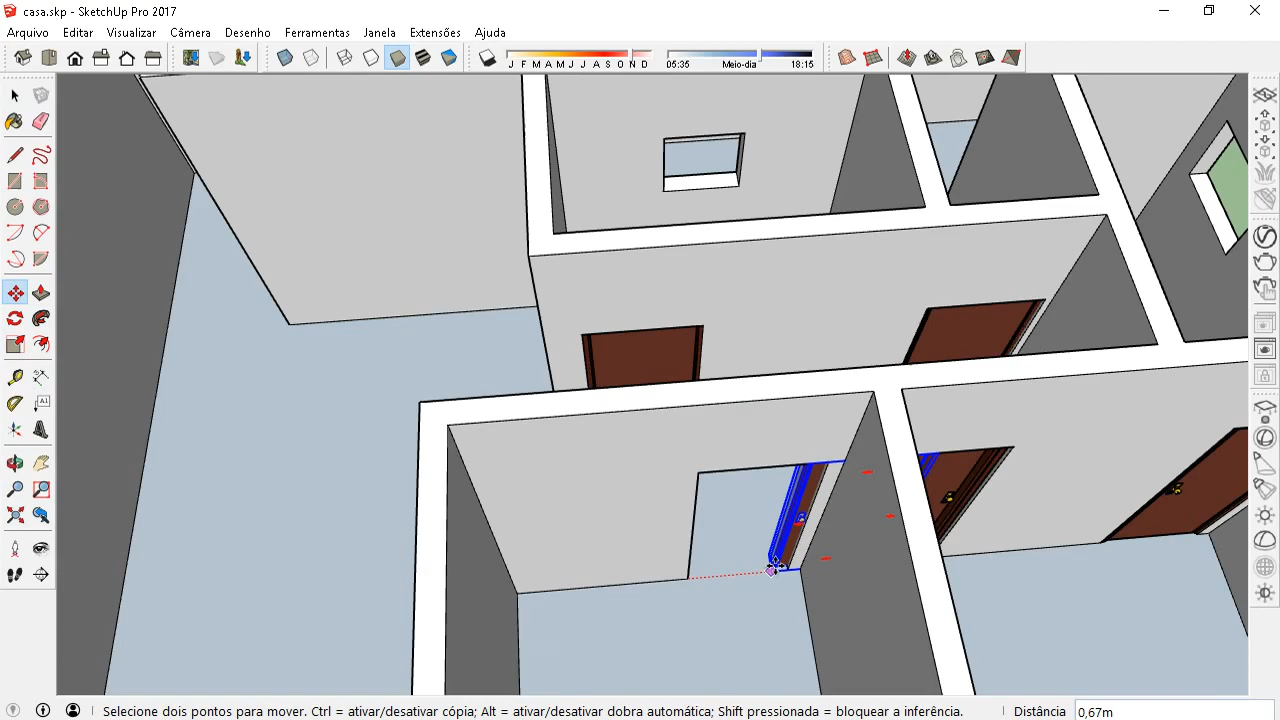 casa.skp - SketchUp Pro 2017
Arquivo Editar Visualizar Câmera Desenho Ferramentas Janela Extensões Ajuda
J F M A M J J A S O N D 05:35 Meio-dia 18:15
A1
Selecione dois pontos para mover. Ctrl = ativar/desativar cópia; Alt = ativar/desativar dobra automática; Shift pressionada = bloquear a inferência. Distância 0,67m